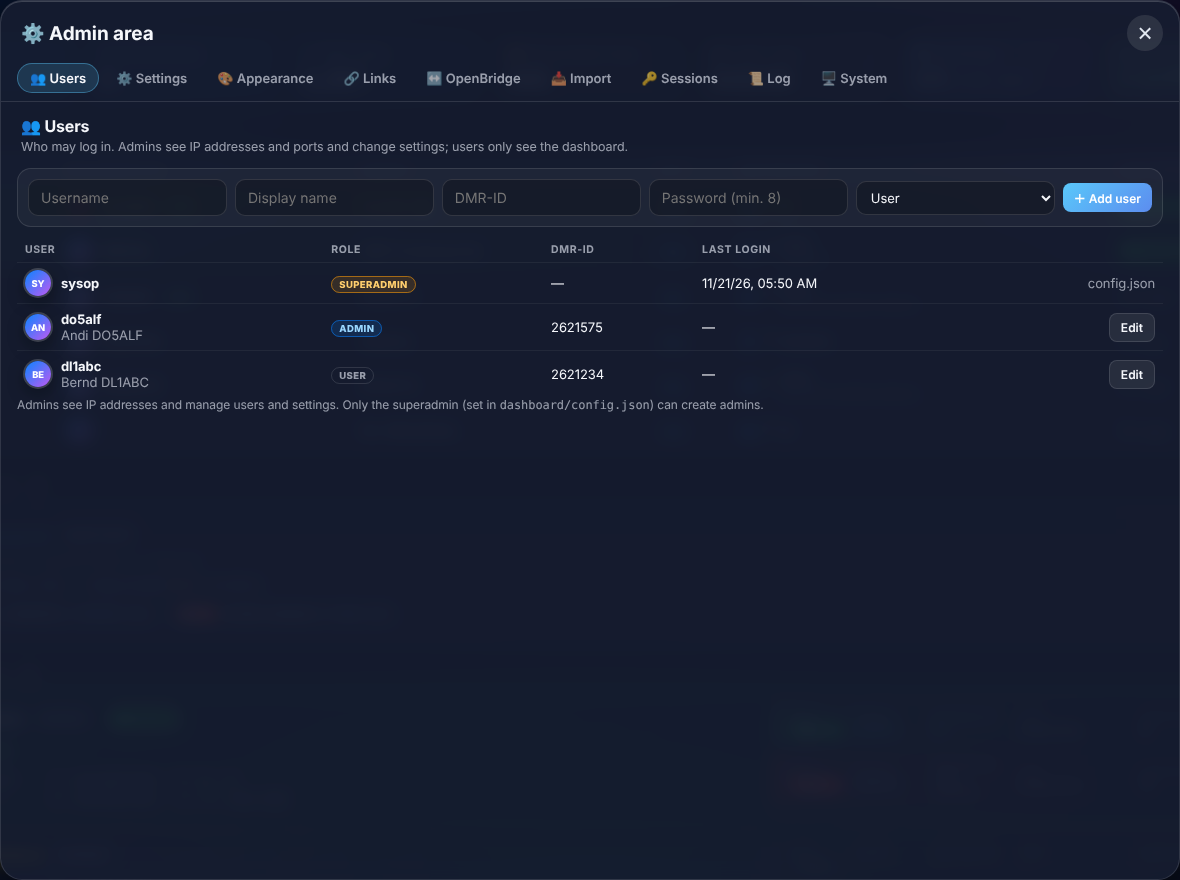 ⚙️ Admin area
✕
👥 Users ⚙️ Settings 🎨 Appearance 🔗 Links ↔️ OpenBridge 📥 Import 🔑 Sessions 📜 Log 🖥️ System
👥 Users
Who may log in. Admins see IP addresses and ports and change settings; users only see the dashboard.
Username Display name DMR-ID Password (min. 8) User + Add user
USER ROLE DMR-ID LAST LOGIN
SY sysop SUPERADMIN — 11/21/26, 05:50 AM config.json
AN do5alf ADMIN 2621575 — Edit
Andi DO5ALF
BE dl1abc USER 2621234 — Edit
Bernd DL1ABC
Admins see IP addresses and manage users and settings. Only the superadmin (set in dashboard/config.json) can create admins.